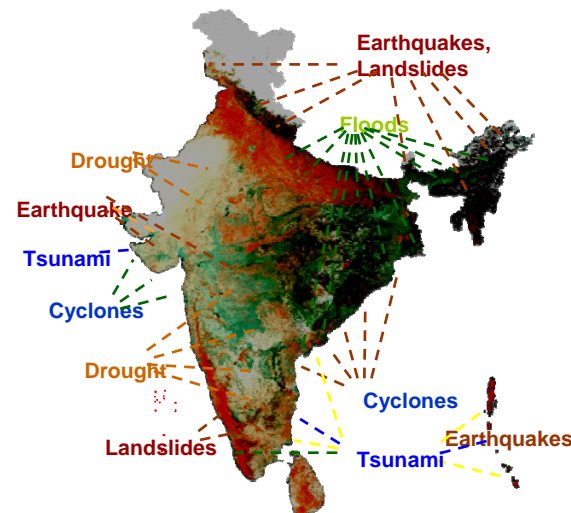 Earthquakes,
Landslides
Floods
Drought
Earthquake
Tsunami
Cyclones
Drought
Cyclones
Earthquakes
Landslides
Tsunami